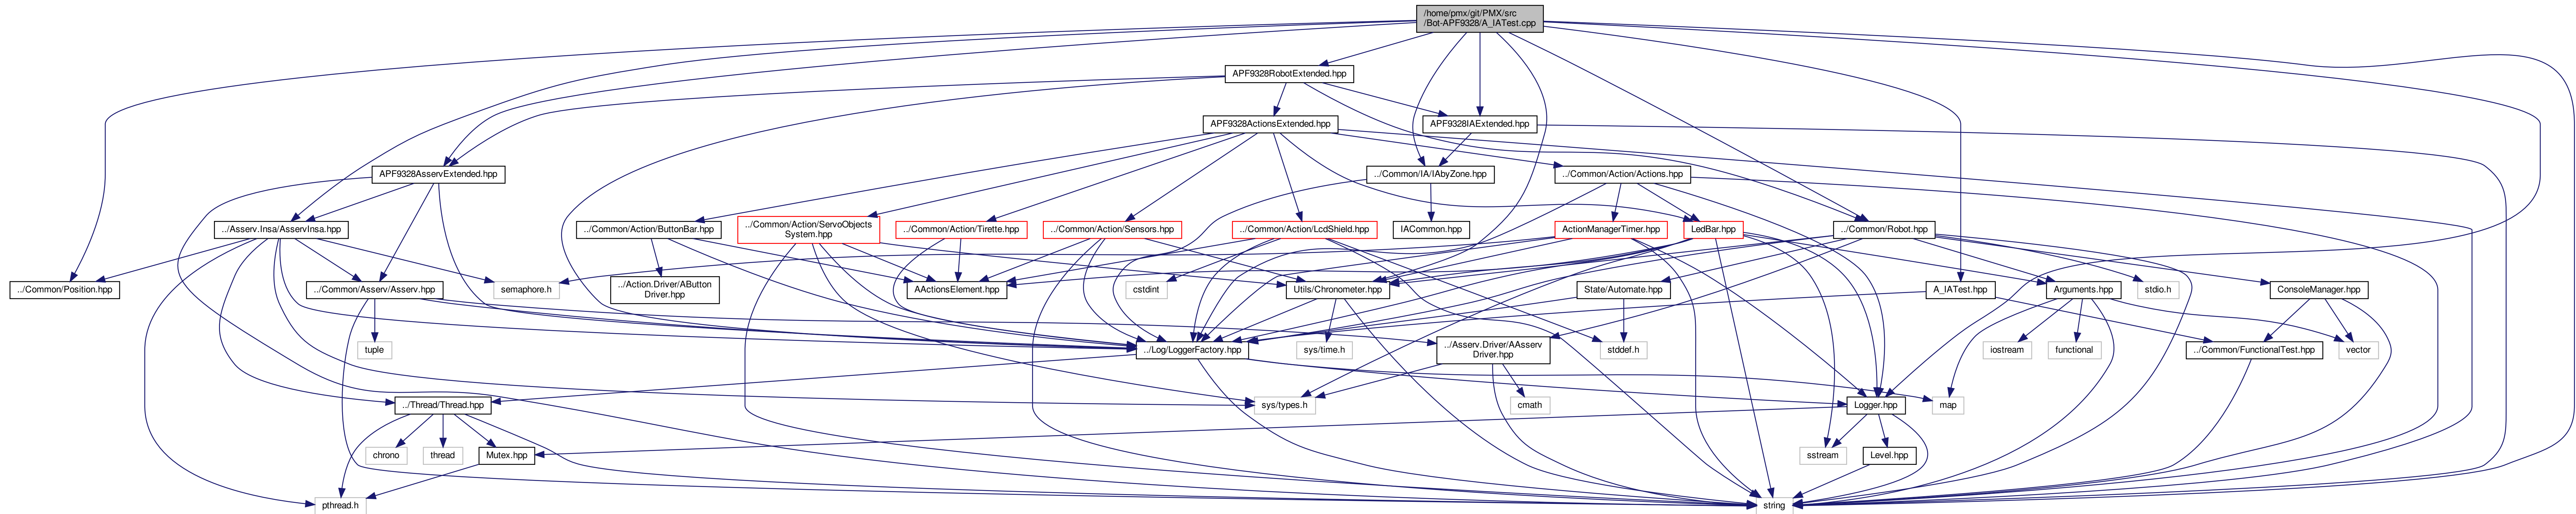 /home/pmx/git/PMX/src
/Bot-APF9328/A_IATest.cpp
APF9328RobotExtended.hpp
APF9328ActionsExtended.hpp
APF9328IAExtended.hpp
APF9328AsservExtended.hpp
../Common/IA/IAbyZone.hpp
../Common/Action/Actions.hpp
../Asserv.Insa/AsservInsa.hpp
../Common/Action/ButtonBar.hpp
../Common/Action/ServoObjects
System.hpp
../Common/Action/Tirette.hpp
../Common/Action/Sensors.hpp
../Common/Action/LcdShield.hpp
IACommon.hpp
ActionManagerTimer.hpp
LedBar.hpp
../Common/Robot.hpp
../Common/Position.hpp
semaphore.h
../Common/Asserv/Asserv.hpp
../Action.Driver/AButton
Driver.hpp
AActionsElement.hpp
cstdint
Utils/Chronometer.hpp
State/Automate.hpp
A_IATest.hpp
Arguments.hpp
stdio.h
ConsoleManager.hpp
tuple
../Log/LoggerFactory.hpp
sys/time.h
../Asserv.Driver/AAsserv
Driver.hpp
stddef.h
iostream
functional
../Common/FunctionalTest.hpp
vector
../Thread/Thread.hpp
sys/types.h
cmath
Logger.hpp
map
chrono
thread
Mutex.hpp
sstream
Level.hpp
pthread.h
string